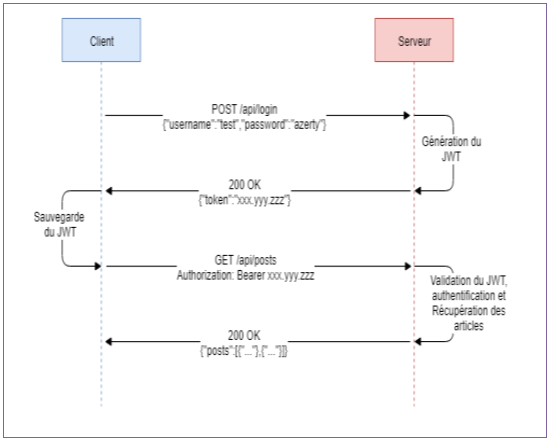 Client
Serveur
POST /api/login
{"username":"test","password":"azerty"}
Génération du
JWT
200 OK
{"token":"xxx.yyy.zzz"}
Sauvegarde
du JWT
GET /api/posts
Authorization: Bearer xxx.yyy.zzz
Validation du JWT,
authentification et
Récupération des
articles
200 OK
{"posts":[{"..."},{"..."}]}